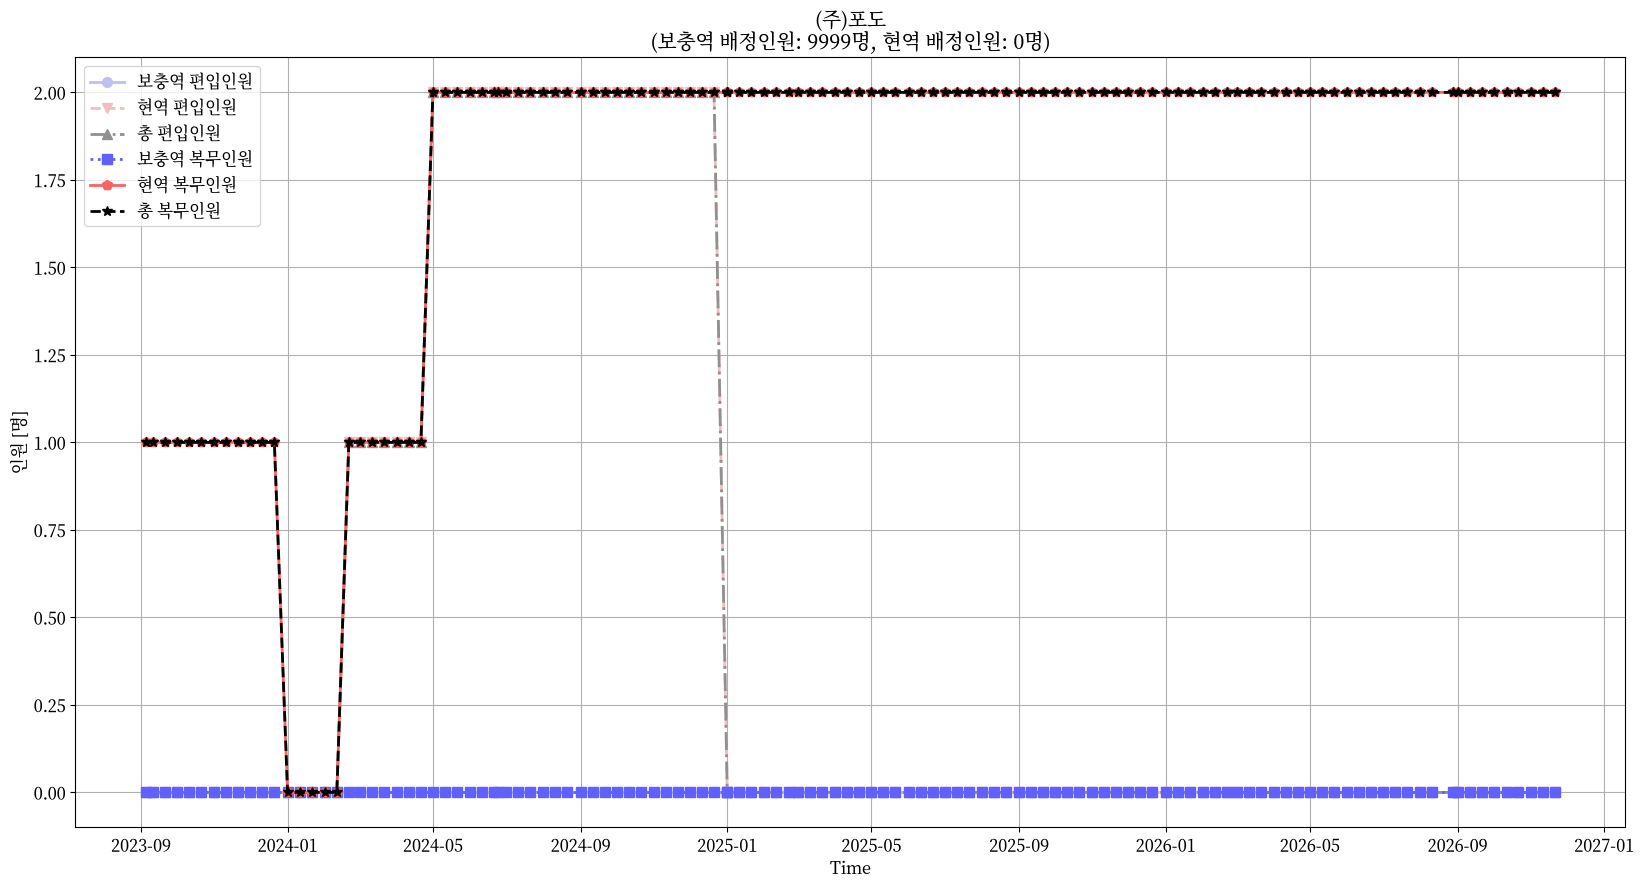 (주)포도
(보충역 배정인원: 9999명, 현역 배정인원: 0명)
보충역 편입인원
현역 편입인원
총 편입인원
보충역 복무인원
현역 복무인원
총 복무인원
인원 [명]
2.00
1.75
1.50
1.25
1.00
0.75
0.50
0.25
0.00
2023-09 2024-01 2024-05 2024-09 2025-01 2025-05 2025-09 2026-01 2026-05 2026-09 2027-01
Time